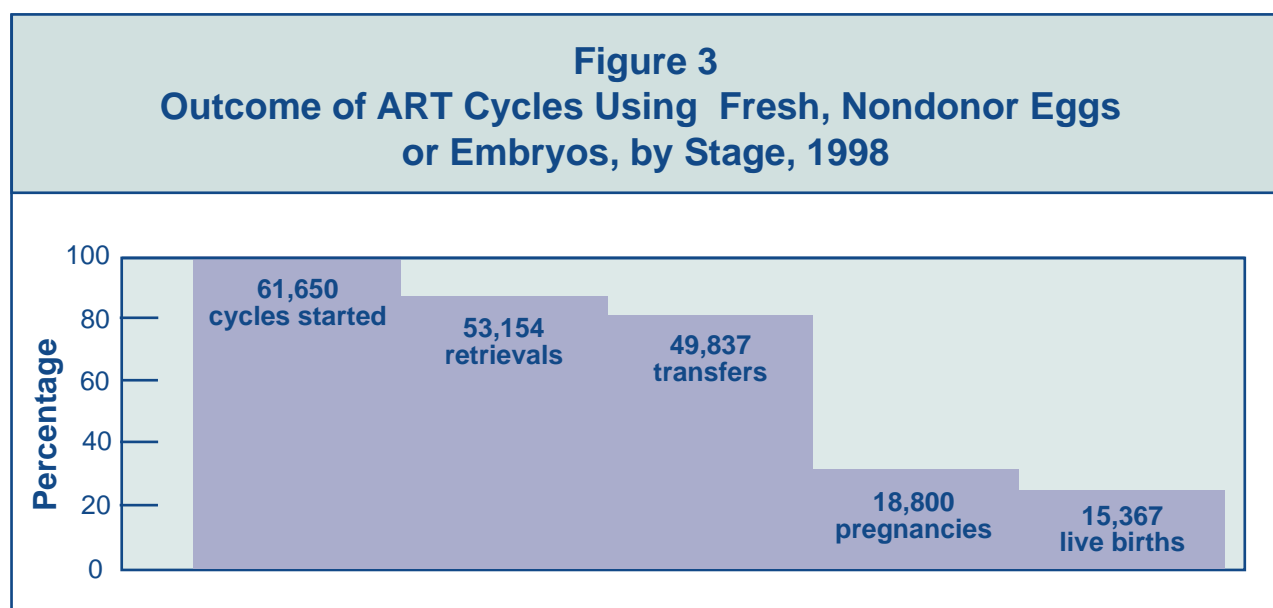 Figure 3
Outcome of ART Cycles Using Fresh, Nondonor Eggs
or Embryos, by Stage, 1998
Percentage
100
80
60
40
20
0
61,650
cycles started
53,154
retrievals
49,837
transfers
18,800
pregnancies
15,367
live births